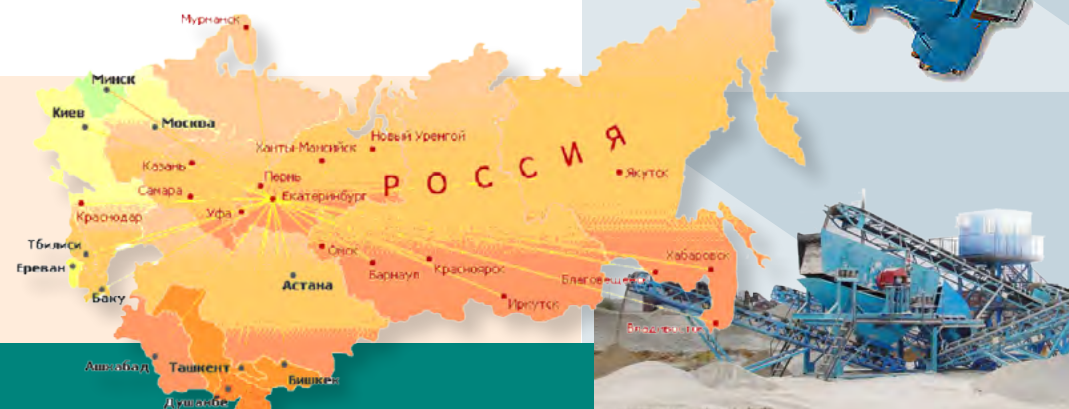 Мурманск
Минск
Киев
Москва
Новый Уренгой
Ханты-Мансийск
Казань
Пермь
РОССИЯ
Якутск
Самара
Екатеринбург
Уфа
Краснодар
Тбилиси
Омск
Хабаровск
Ереван
Барнаул
Красноярск
Астана
Баку
Иркутск
Владивосток
Ашхабад
Ташкент
Бишкек
Душанбе